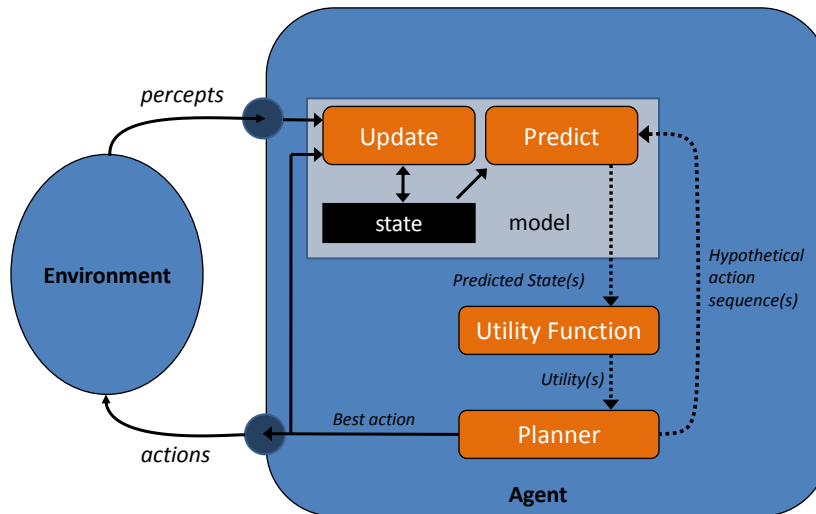 percepts
Update
Predict
state
model
Environment
Hypothetical
action
sequence(s)
Predicted State(s)
Utility Function
Utility(s)
Best action
Planner
actions
Agent